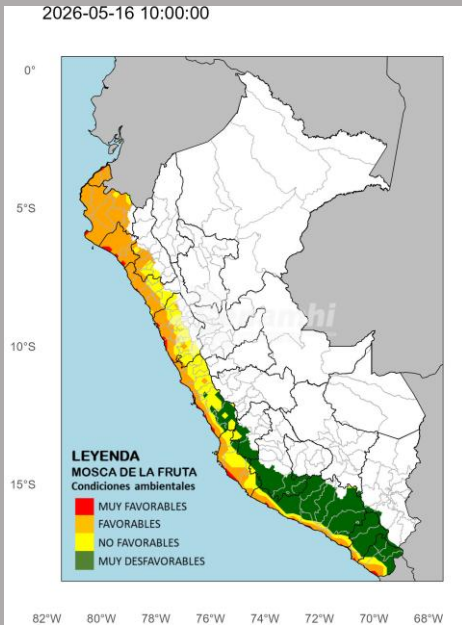 2026-05-16 10:00:00
0°
5°S
10°S
15°S
LEYENDA
MOSCA DE LA FRUTA
Condiciones ambientales
MUY FAVORABLES
FAVORABLES
NO FAVORABLES
MUY DESFAVORABLES
82°W 80°W 78°W 76°W 74°W 72°W 70°W 68°W